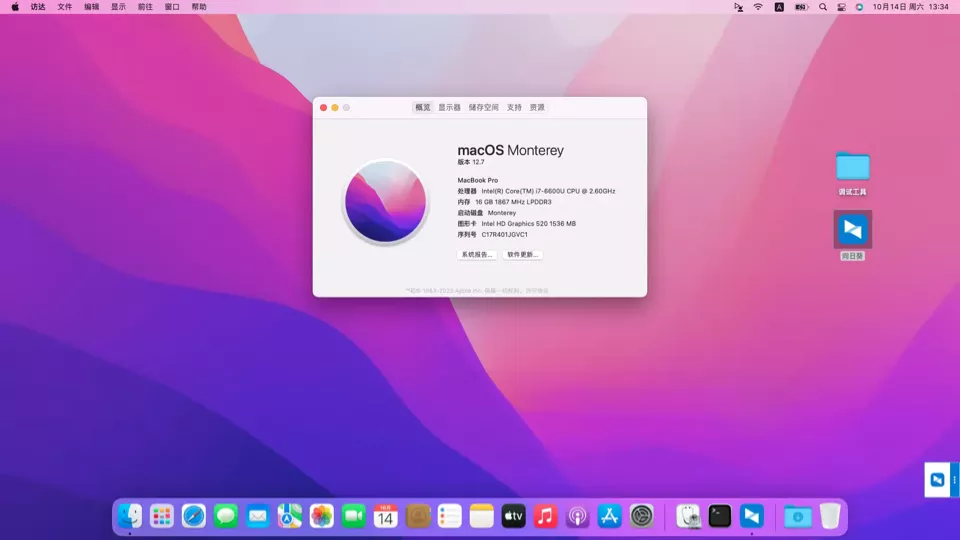 访达 文件 编辑 显示 前往 窗口 帮助
A 10月14日 周六 13:34
概览 显示器 储存空间 支持 资源
macOS Monterey
版本 12.7
MacBook Pro
处理器 Intel(R) Core(TM) i7-6600U CPU @ 2.60GHz
内存 16 GB 1867 MHz LPDDR3
启动磁盘 Monterey
图形卡 Intel HD Graphics 520 1536 MB
序列号 C17R401JGVC1
系统报告... 软件更新...
调试工具
向日葵
14
tv